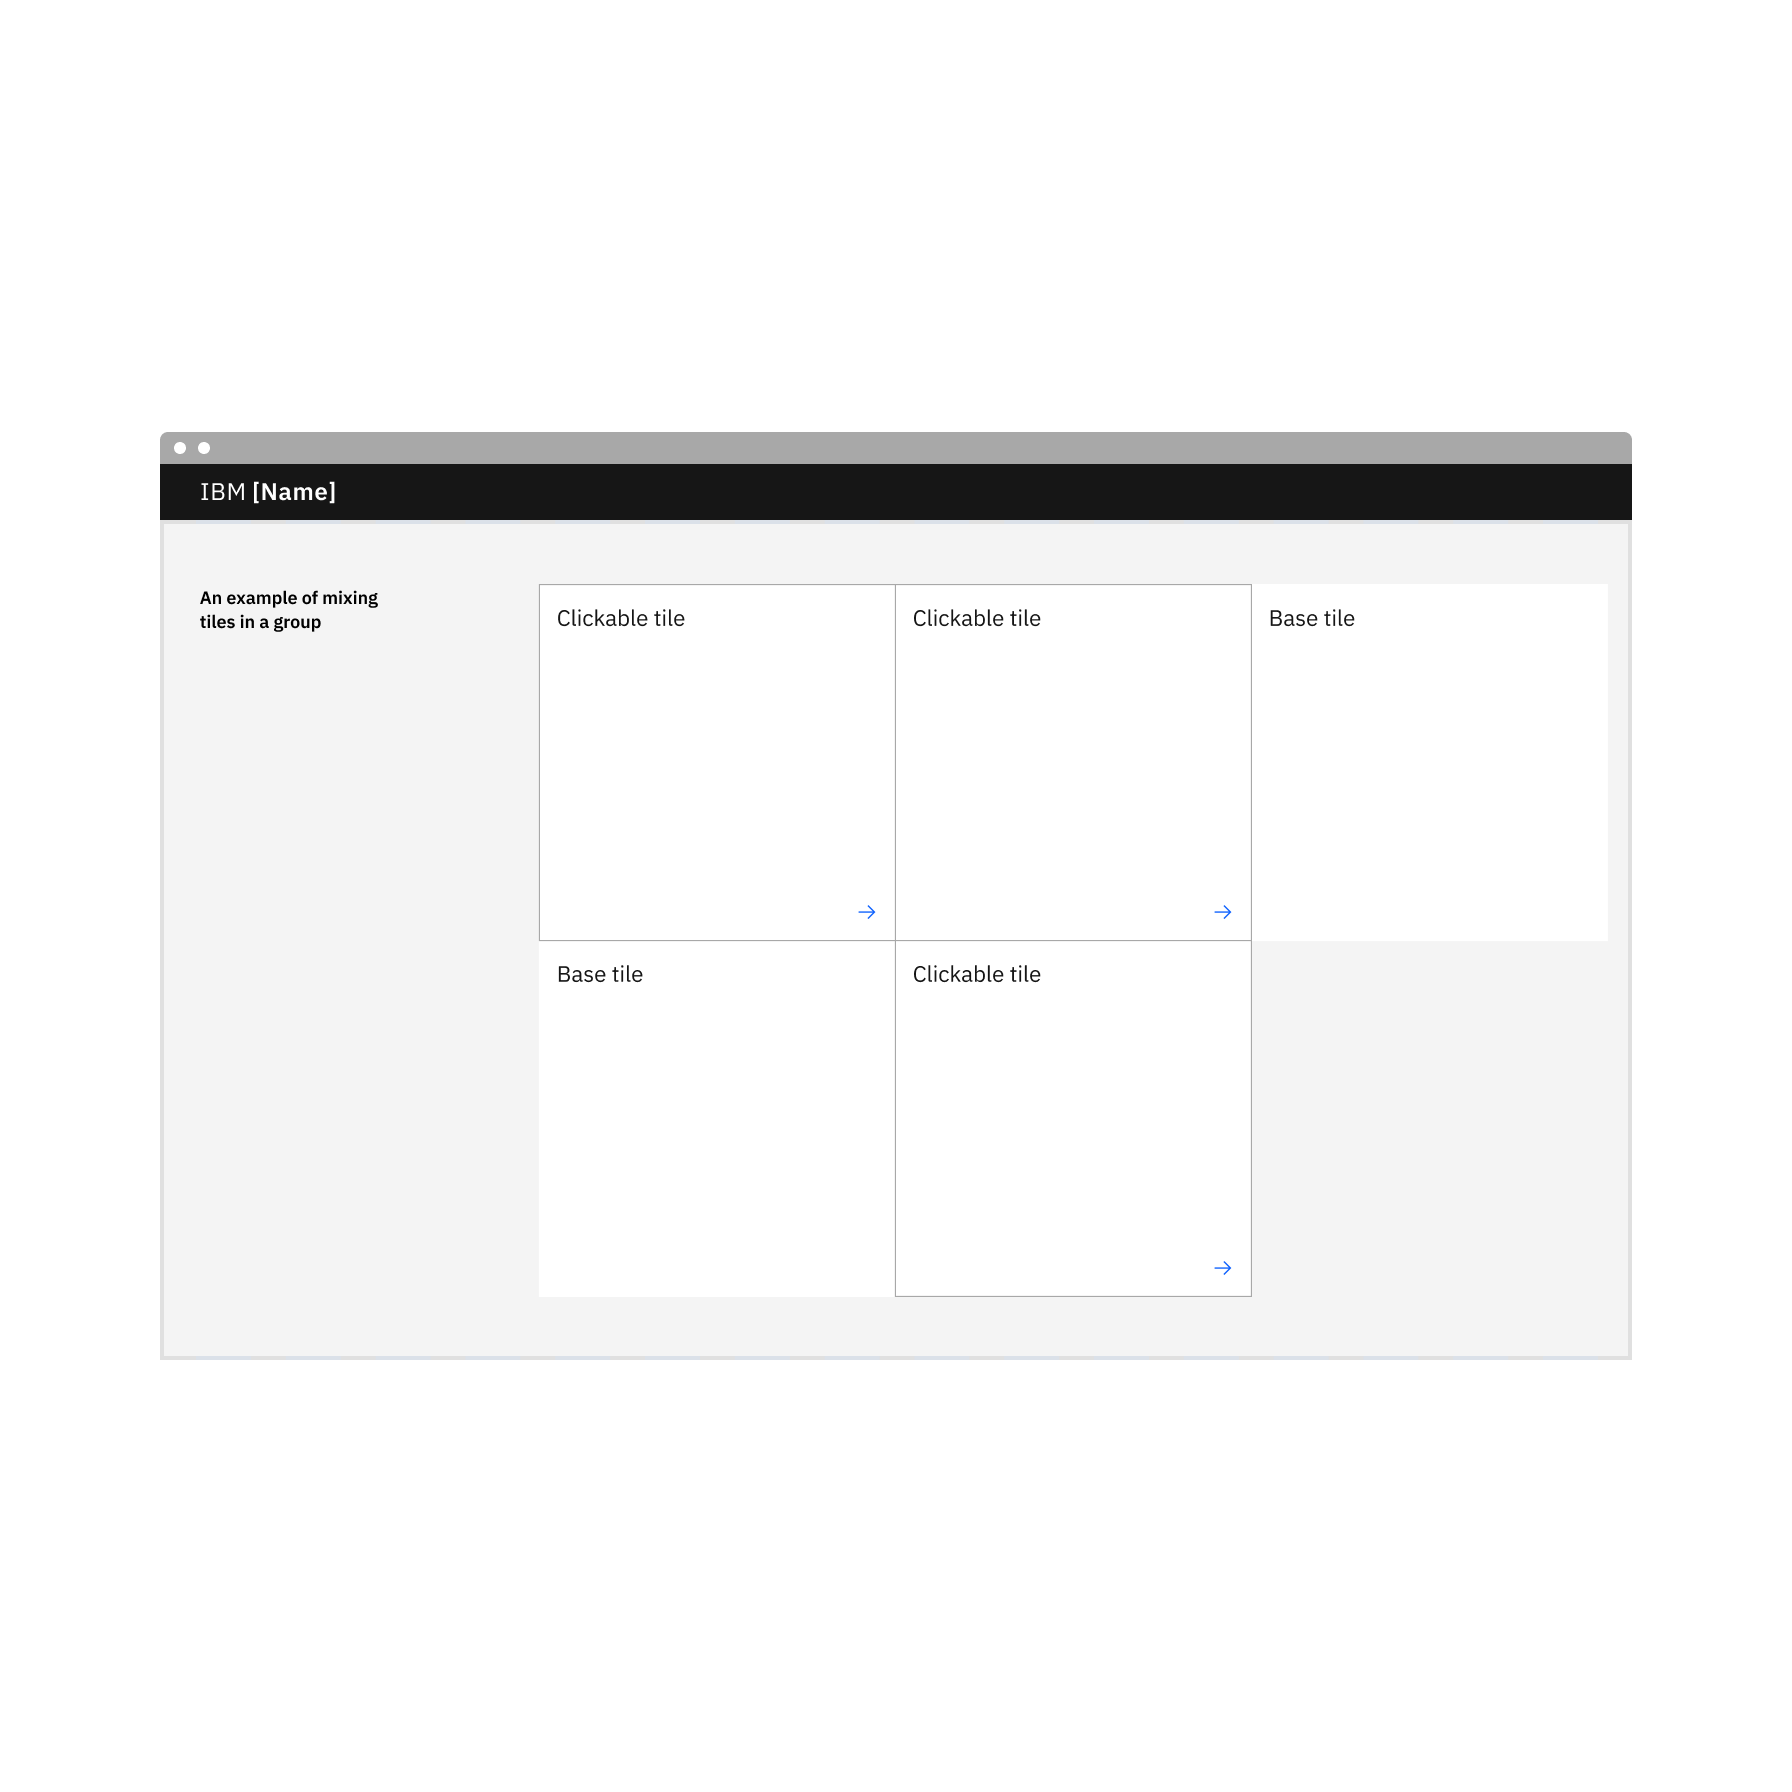 IBM [Name]
An example of mixing
tiles in a group
Clickable tile
Clickable tile
Base tile
Base tile
Clickable tile